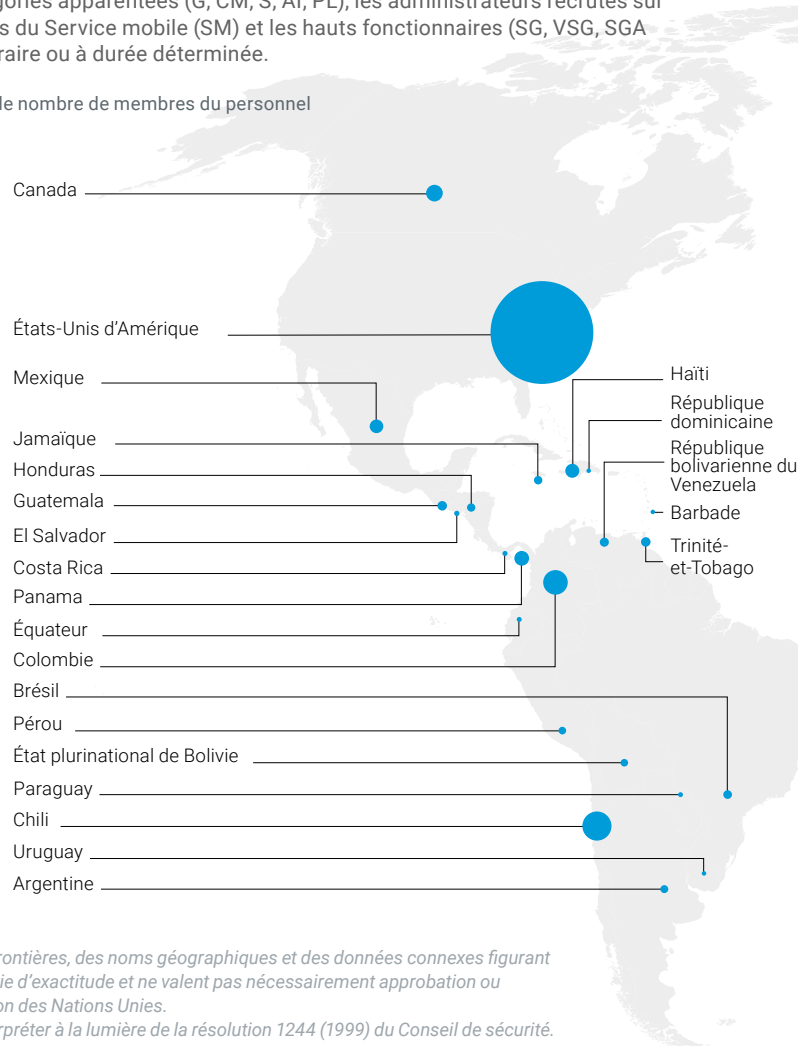 gories apparentées (G, CM, S, AT, PL), les administrateurs recrutés sur
s du Service mobile (SM) et les hauts fonctionnaires (SG, VSG, SGA
raire ou à durée déterminée.
le nombre de membres du personnel
Canada
États-Unis d’Amérique
Mexique
Jamaïque
Honduras
Guatemala
El Salvador
Costa Rica
Panama
Équateur
Colombie
Brésil
Pérou
État plurinational de Bolivie
Paraguay
Chili
Uruguay
Argentine
Haïti
République
dominicaine
République
bolivarienne du
Venezuela
Barbade
Trinité-
et-Tobago
rontières, des noms géographiques et des données connexes figurant
ie d’exactitude et ne valent pas nécessairement approbation ou
on des Nations Unies.
rpréter à la lumière de la résolution 1244 (1999) du Conseil de sécurité.